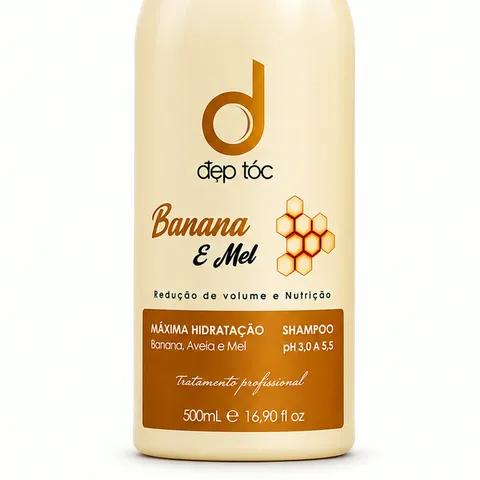 d
đẹp tóc
Banana
E Mel
Redução de volume e Nutrição
MÁXIMA HIDRATAÇÃO SHAMPOO
Banana, Aveia e Mel pH 3,0 A 5,5
Tratamento profissional
500mL e 16,90 fl oz